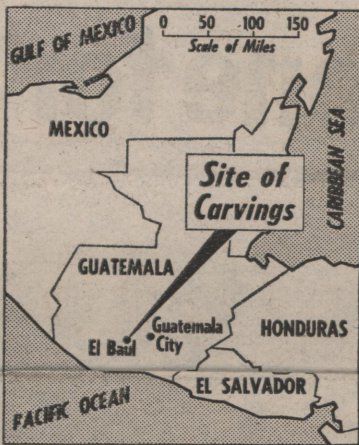 0 50 100 150
Scale of Miles
GULF OF MEXICO
MEXICO
CARIBBEAN SEA
Site of
Carvings
GUATEMALA
Guatemala
City
El Baúl
HONDURAS
EL SALVADOR
PACIFIC OCEAN